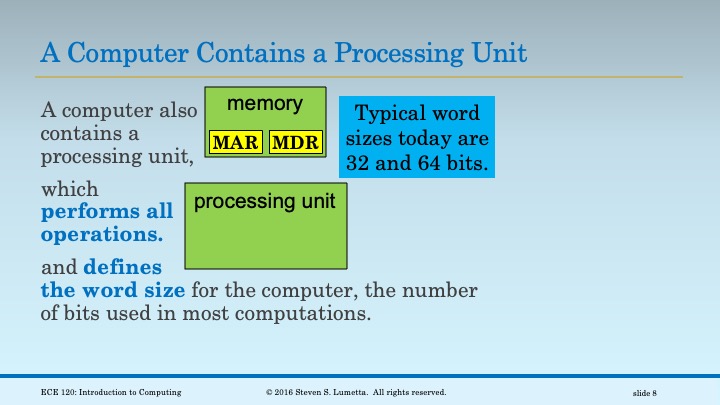 A Computer Contains a Processing Unit
A computer also
contains a
processing unit,
memory
MAR MDR
Typical word
sizes today are
32 and 64 bits.
which
performs all
operations.
processing unit
and defines
the word size for the computer, the number
of bits used in most computations.
ECE 120: Introduction to Computing
© 2016 Steven S. Lumetta. All rights reserved.
slide 8